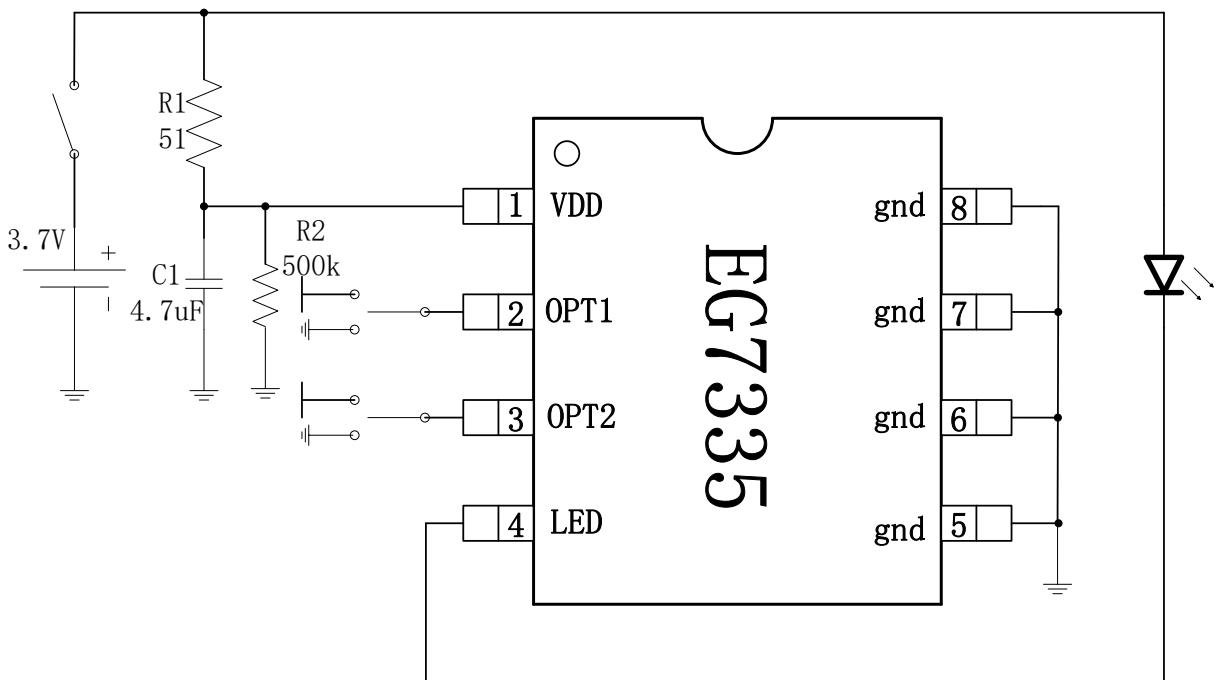 R1
51
3.7V
+
-
C1
4.7uF
R2
500k
1 VDD
2 OPT1
3 OPT2
4 LED
EG7335
gnd 8
gnd 7
gnd 6
gnd 5